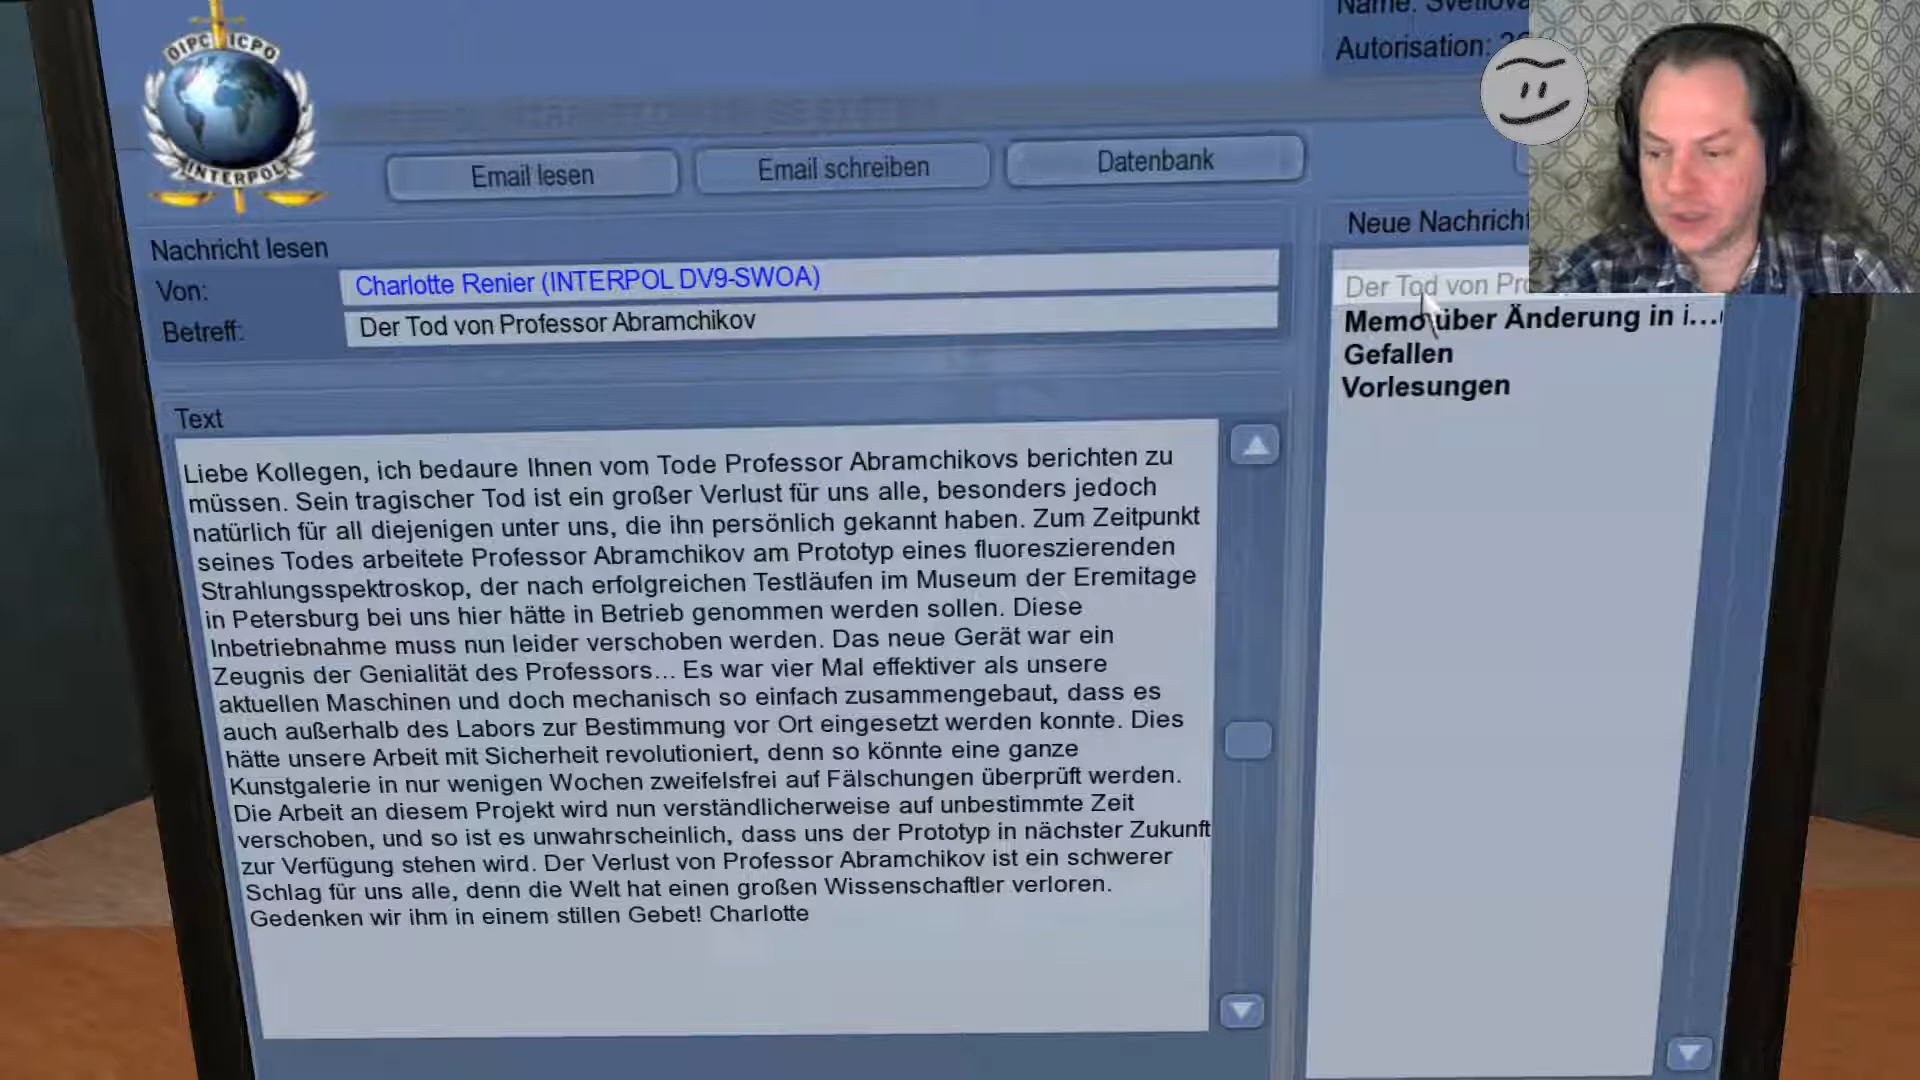 Name: Svetlova
Autorisation:
OIPC ICPO
INTERPOL
Email lesen
Email schreiben
Datenbank
Nachricht lesen
Von:
Charlotte Renier (INTERPOL DV9-SWOA)
Betreff:
Der Tod von Professor Abramchikov
Neue Nachricht
Der Tod von Pro
Memo über Änderung in i...
Gefallen
Vorlesungen
Text
Liebe Kollegen, ich bedaure Ihnen vom Tode Professor Abramchikovs berichten zu
müssen. Sein tragischer Tod ist ein großer Verlust für uns alle, besonders jedoch
natürlich für all diejenigen unter uns, die ihn persönlich gekannt haben. Zum Zeitpunkt
seines Todes arbeitete Professor Abramchikov am Prototyp eines fluoreszierenden
Strahlungsspektroskop, der nach erfolgreichen Testläufen im Museum der Eremitage
in Petersburg bei uns hier hätte in Betrieb genommen werden sollen. Diese
Inbetriebnahme muss nun leider verschoben werden. Das neue Gerät war ein
Zeugnis der Genialität des Professors... Es war vier Mal effektiver als unsere
aktuellen Maschinen und doch mechanisch so einfach zusammengebaut, dass es
auch außerhalb des Labors zur Bestimmung vor Ort eingesetzt werden konnte. Dies
hätte unsere Arbeit mit Sicherheit revolutioniert, denn so könnte eine ganze
Kunstgalerie in nur wenigen Wochen zweifelsfrei auf Fälschungen überprüft werden.
Die Arbeit an diesem Projekt wird nun verständlicherweise auf unbestimmte Zeit
verschoben, und so ist es unwahrscheinlich, dass uns der Prototyp in nächster Zukunft
zur Verfügung stehen wird. Der Verlust von Professor Abramchikov ist ein schwerer
Schlag für uns alle, denn die Welt hat einen großen Wissenschaftler verloren.
Gedenken wir ihm in einem stillen Gebet! Charlotte